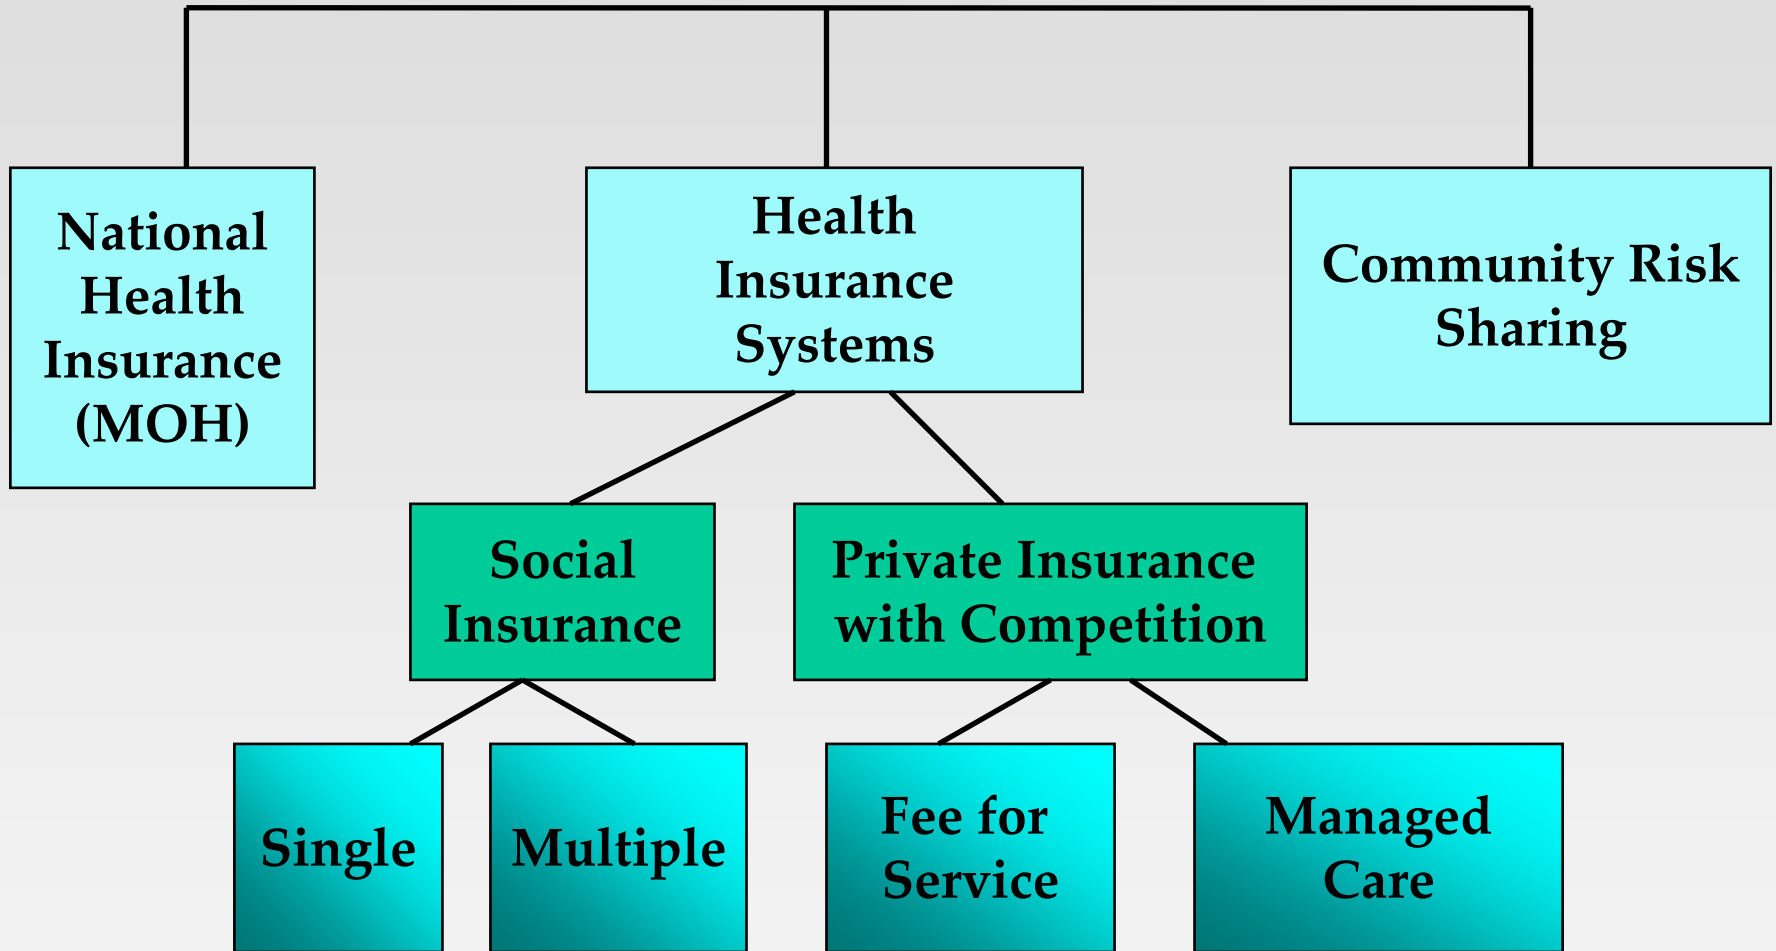 National
Health
Insurance
(MOH)
Health
Insurance
Systems
Community Risk
Sharing
Social
Insurance
Private Insurance
with Competition
Single
Multiple
Fee for
Service
Managed
Care